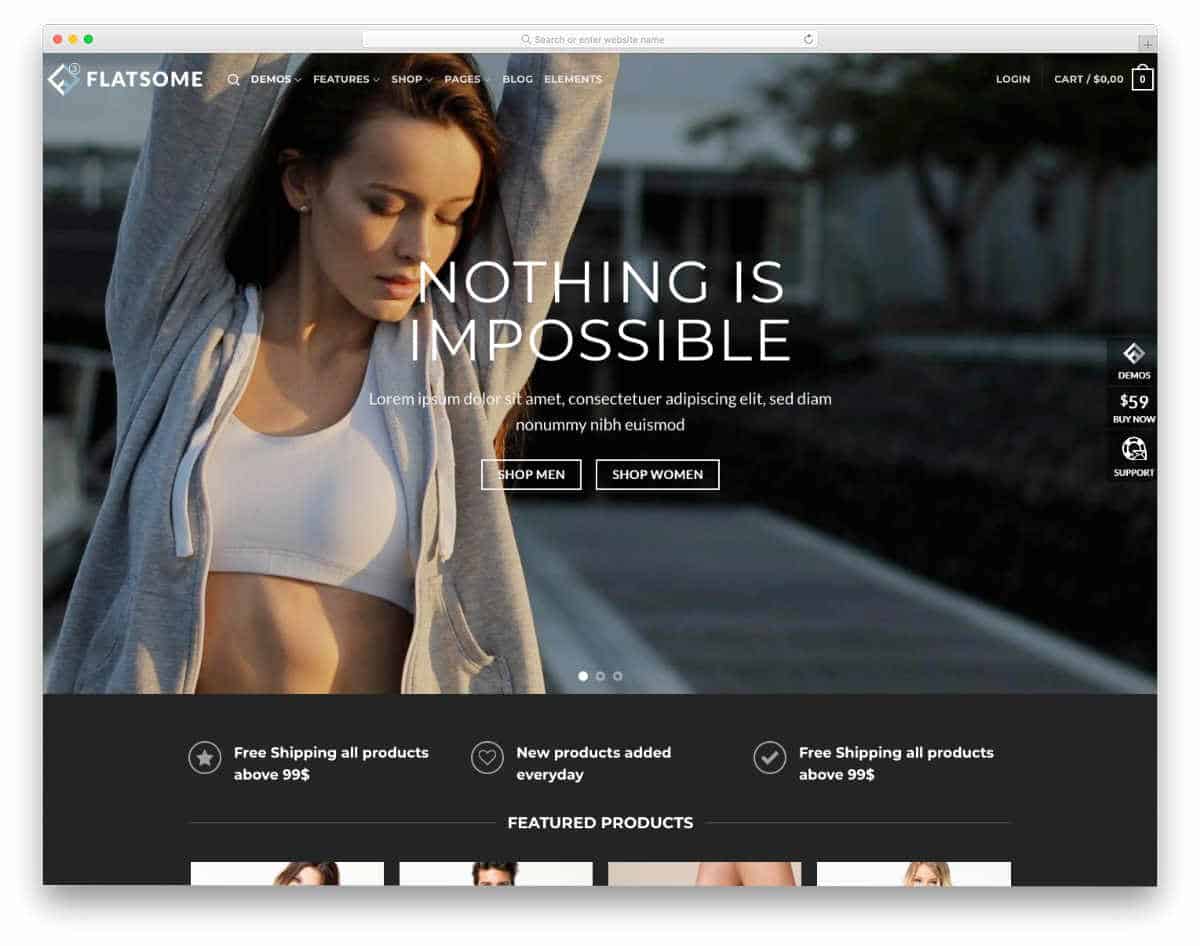 Search or enter website name
3
FLATSOME
DEMOS
FEATURES
SHOP
PAGES
BLOG
ELEMENTS
LOGIN
CART / $0,00
0
NOTHING IS
IMPOSSIBLE
Lorem ipsum dolor sit amet, consectetuer adipiscing elit, sed diam
nonummy nibh euismod
SHOP MEN
SHOP WOMEN
DEMOS
$59
BUY NOW
SUPPORT
Free Shipping all products
above 99$
New products added
everyday
Free Shipping all products
above 99$
FEATURED PRODUCTS